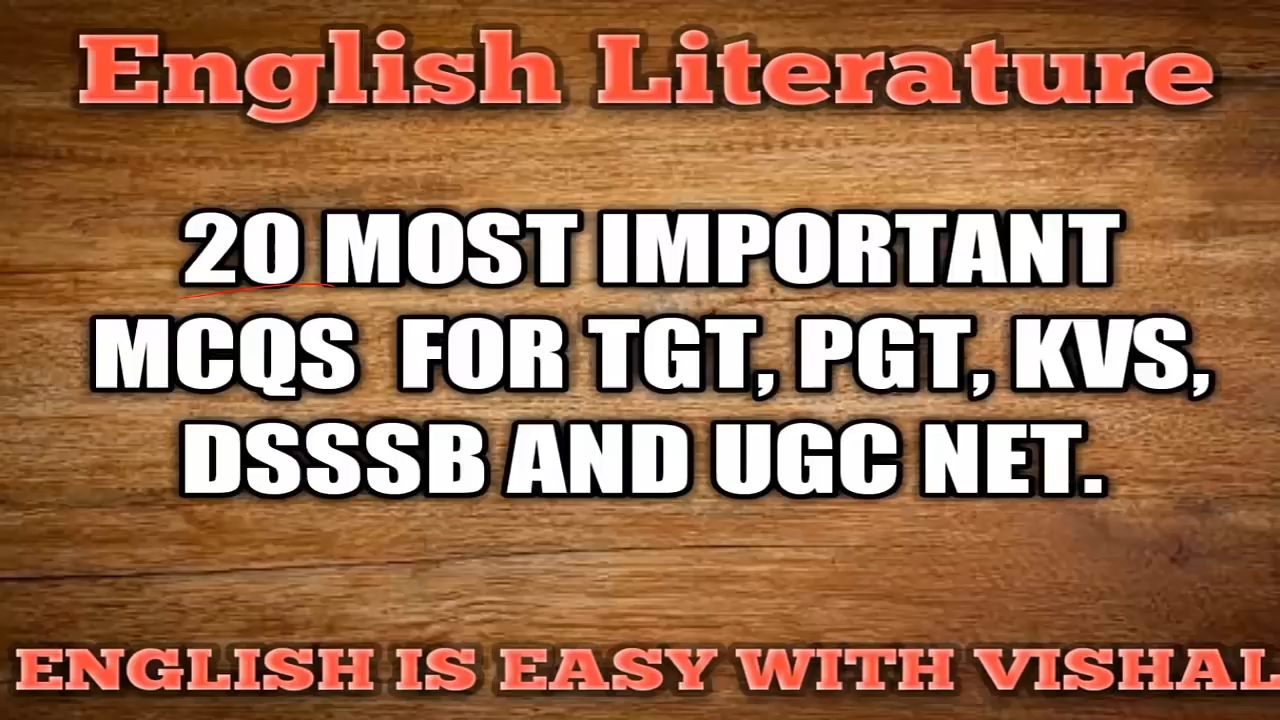 English Literature
20 MOST IMPORTANT
MCQS FOR TGT, PGT, KVS,
DSSSB AND UGC NET.
ENGLISH IS EASY WITH VISHAL